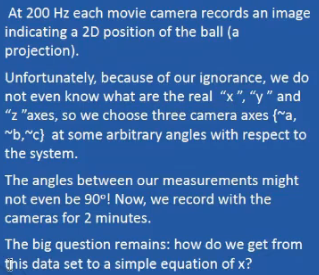 At 200 Hz each movie camera records an image
indicating a 2D position of the ball (a
projection).
Unfortunately, because of our ignorance, we do
not even know what are the real "x ", "y " and
"z "axes, so we choose three camera axes {~a,
~b,~c} at some arbitrary angles with respect to
the system.
The angles between our measurements might
not even be 90º! Now, we record with the
cameras for 2 minutes.
The big question remains: how do we get from
this data set to a simple equation of x?